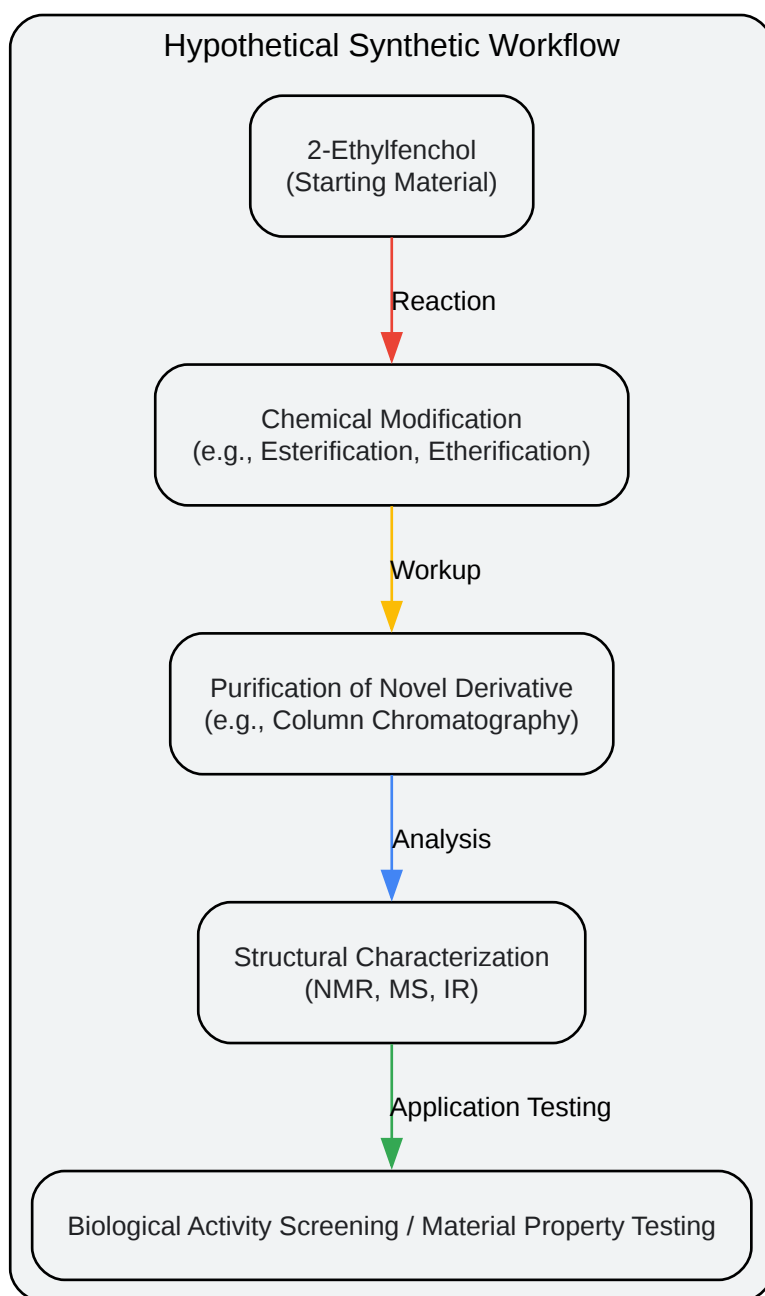 Hypothetical Synthetic Workflow
2-Ethylfenchol
(Starting Material)
Reaction
Chemical Modification
(e.g., Esterification, Etherification)
Workup
Purification of Novel Derivative
(e.g., Column Chromatography)
Analysis
Structural Characterization
(NMR, MS, IR)
Application Testing
Biological Activity Screening / Material Property Testing